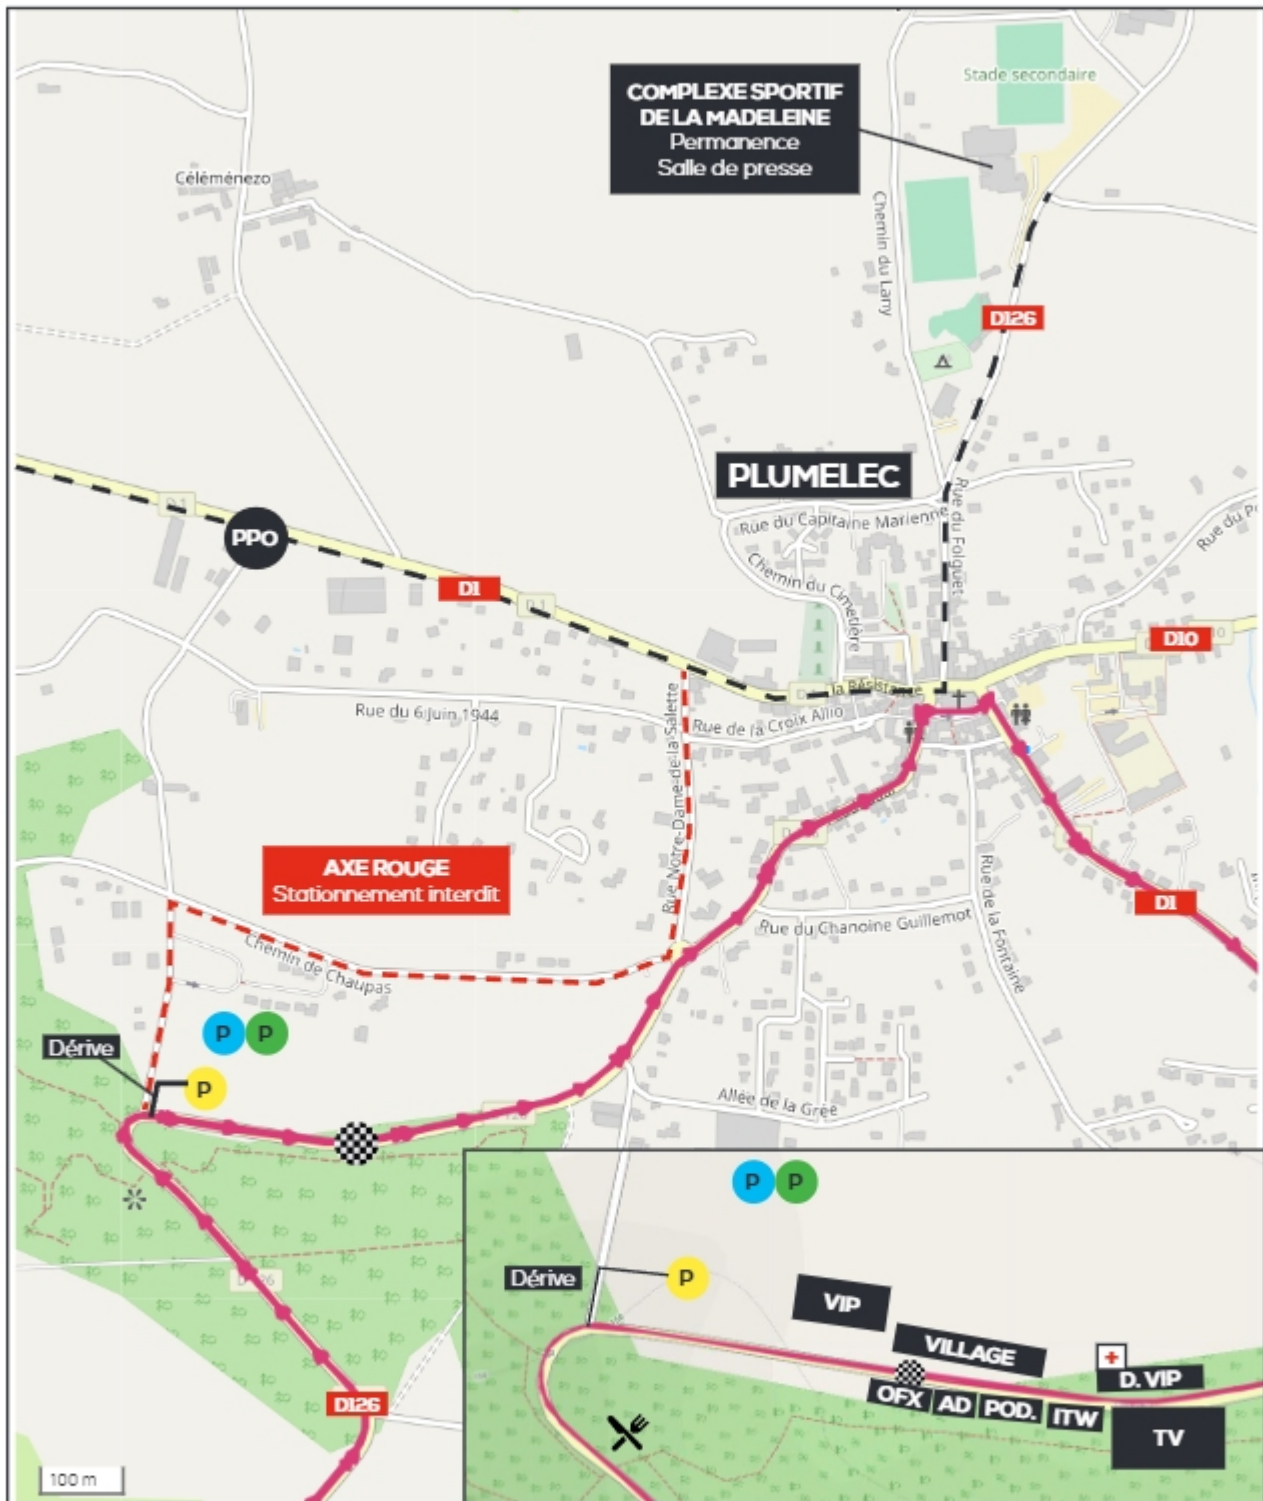 Stade secondaire
COMPLEXE SPORTIF
DE LA MADELEINE
Permanence
Salle de presse
Céléménezo
Chemin du Lany
D126
PLUMELEC
D 1
Rue du Capitaine Marienne
Rue du Folguet
PPO
Chemin du Cimetière
D1
D 1
D10
la Résistance
Rue du 6 Juin 1944
Rue de la Croix Allio
Rue Notre-Dame-de-la-Salette
AXE ROUGE
Stationnement interdit
D1
Rue du Chanoine Guillemot
Rue de la Fontaine
Chemin de Chaupas
P
P
Dérive
P
Allée de la Grée
P
P
Dérive
P
VIP
VILLAGE
D. VIP
OFX
AD
POD.
ITW
TV
D126
100 m